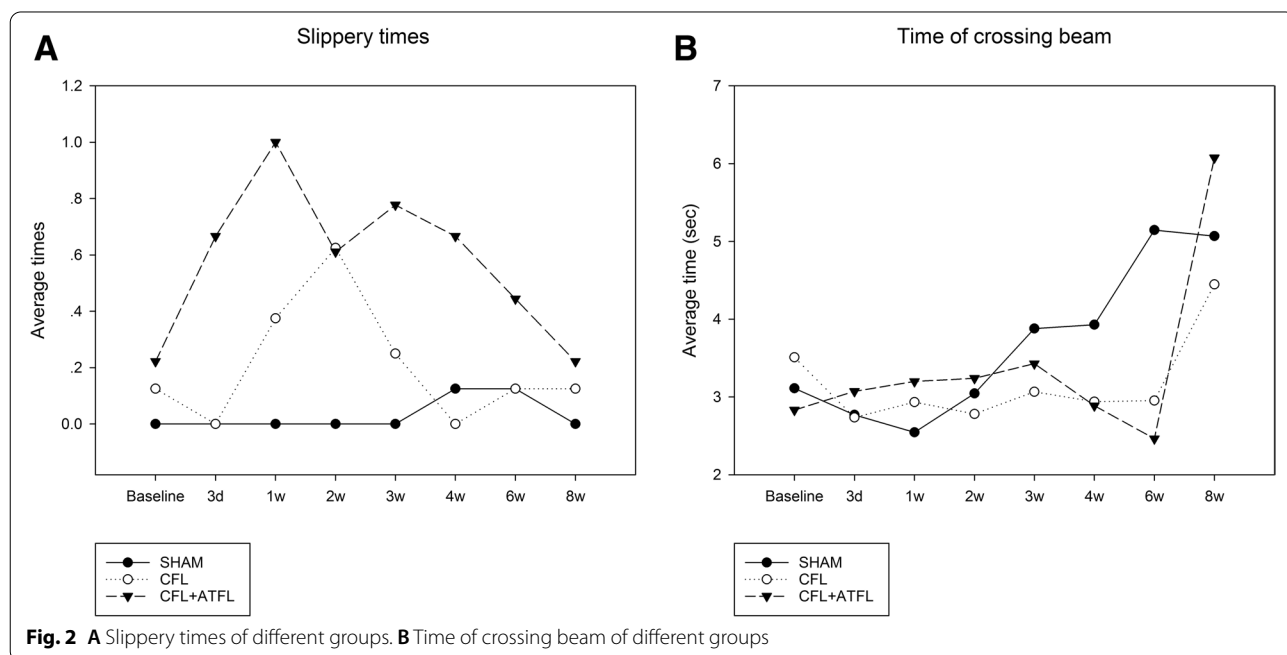 A
Slippery times
1.2
1.0
.8
.6
.4
.2
0.0
Average times
Baseline 3d 1w 2w 3w 4w 6w 8w
SHAM
CFL
CFL+ATFL
B
Time of crossing beam
7
6
5
4
3
2
Average time (sec)
Baseline 3d 1w 2w 3w 4w 6w 8w
SHAM
CFL
CFL+ATFL
Fig. 2 A Slippery times of different groups. B Time of crossing beam of different groups